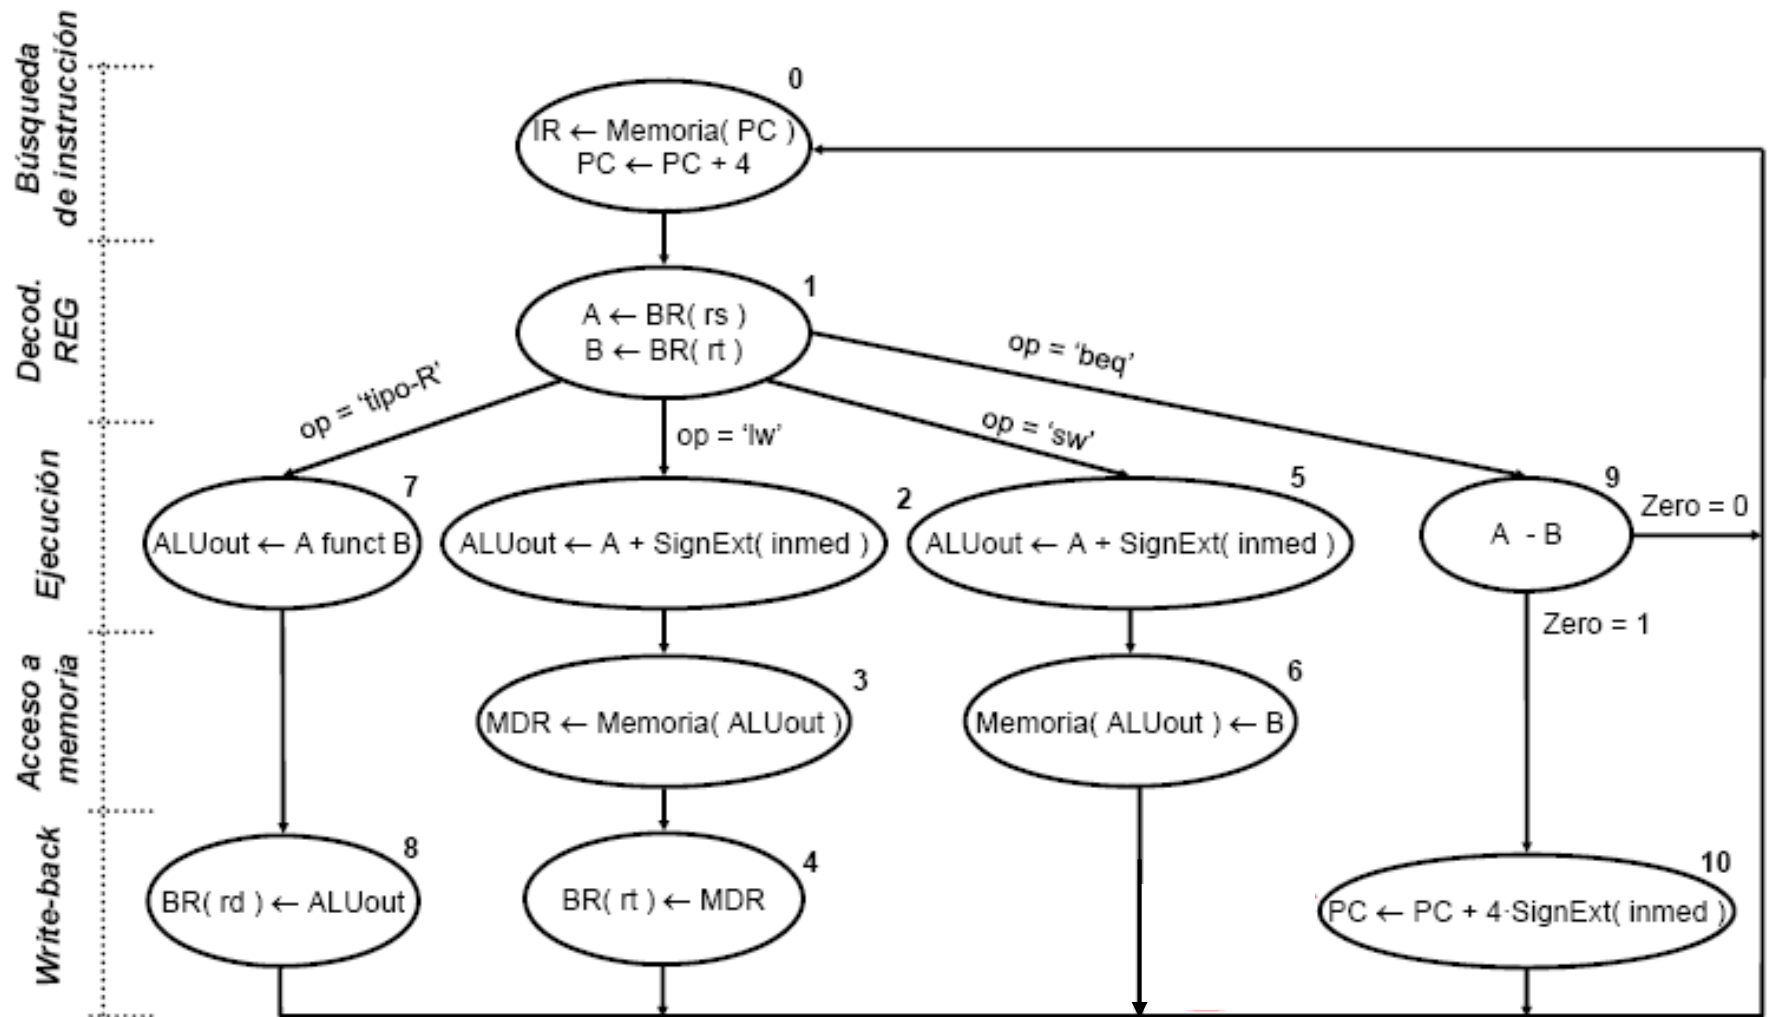 Búsqueda
de instrucción
0
IR ← Memoria( PC )
PC ← PC + 4
Decod.
REG
1
A ← BR( rs )
B ← BR( rt )
op = ‘tipo-R’
op = ‘lw’
op = ‘sw’
op = ‘beq’
Ejecución
7
ALUout ← A funct B
2
ALUout ← A + SignExt( inmed )
5
ALUout ← A + SignExt( inmed )
9
A - B
Zero = 0
Zero = 1
Acceso a
memoria
3
MDR ← Memoria( ALUout )
6
Memoria( ALUout ) ← B
Write-back
8
BR( rd ) ← ALUout
4
BR( rt ) ← MDR
10
PC ← PC + 4·SignExt( inmed )